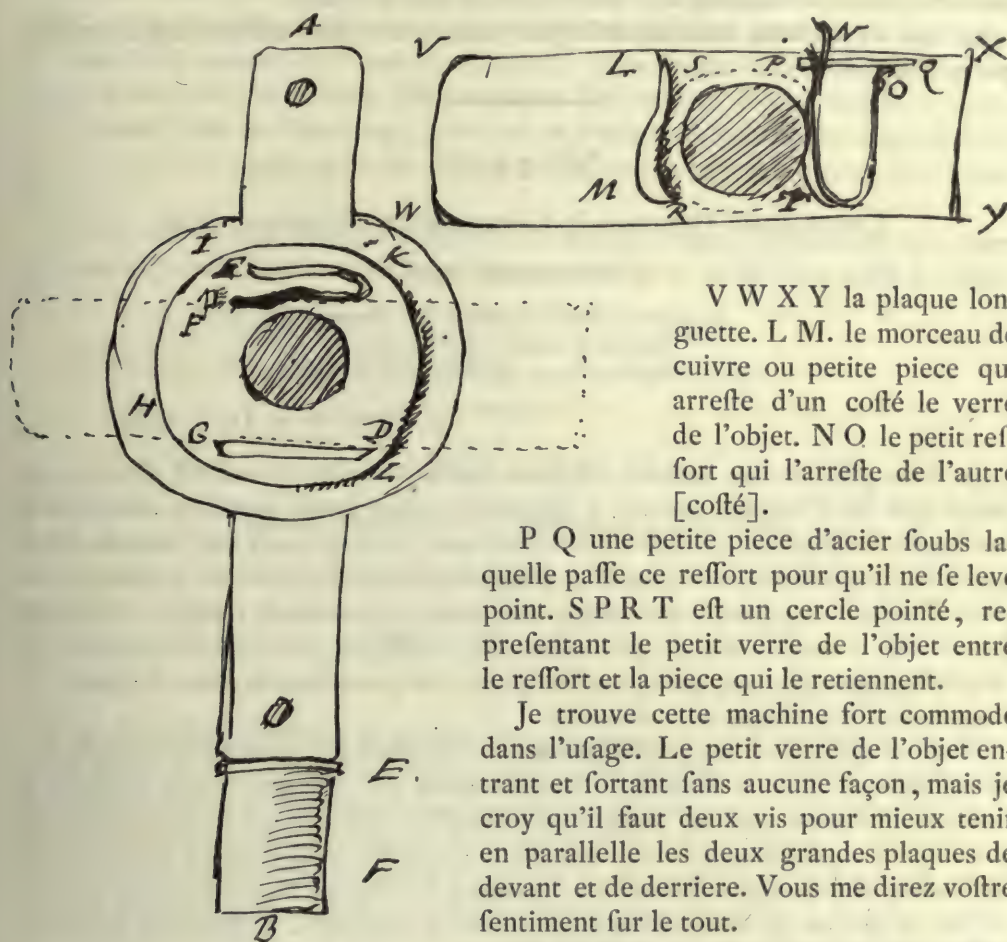 A
V L S P N X
O Q
M R T Y
W
I K
E
D
F
H
G D
L
E.
F
B
V W X Y la plaque lon
guette. L M. le morceau de
cuivre ou petite piece qui
arreſte d'un coſté le verre
de l'objet. N O le petit reſ
ſort qui l'arreſte de l'autre
[coſté].
P Q une petite piece d'acier ſoubs la
quelle paſſe ce reſſort pour qu'il ne ſe leve
point. S P R T eſt un cercle pointé, re
preſentant le petit verre de l'objet entre
le reſſort et la piece qui le retiennent.
Je trouve cette machine fort commode
dans l'uſage. Le petit verre de l'objet en
trant et ſortant ſans aucune façon, mais je
croy qu'il faut deux vis pour mieux tenir
en parallelle les deux grandes plaques de
devant et de derriere. Vous me direz voſtre
ſentiment ſur le tout.